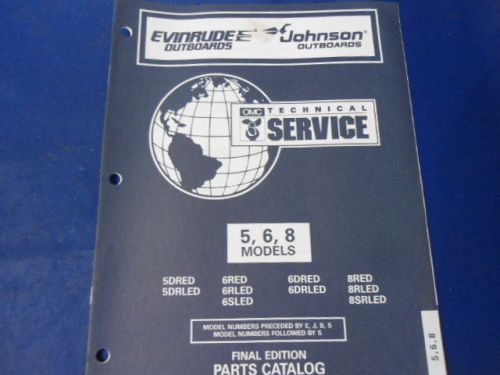 EVINRUDE Johnson®
OUTBOARDS OUTBOARDS
OMC TECHNICAL
SERVICE
5, 6, 8
MODELS
5DRED 6RED 6DRED 8RED
5DRLED 6RLED 6DRLED 8RLED
6SLED 8SRLED
MODEL NUMBERS PRECEDED BY E, J, B, S
MODEL NUMBERS FOLLOWED BY S
FINAL EDITION
PARTS CATALOG
5, 6, 8